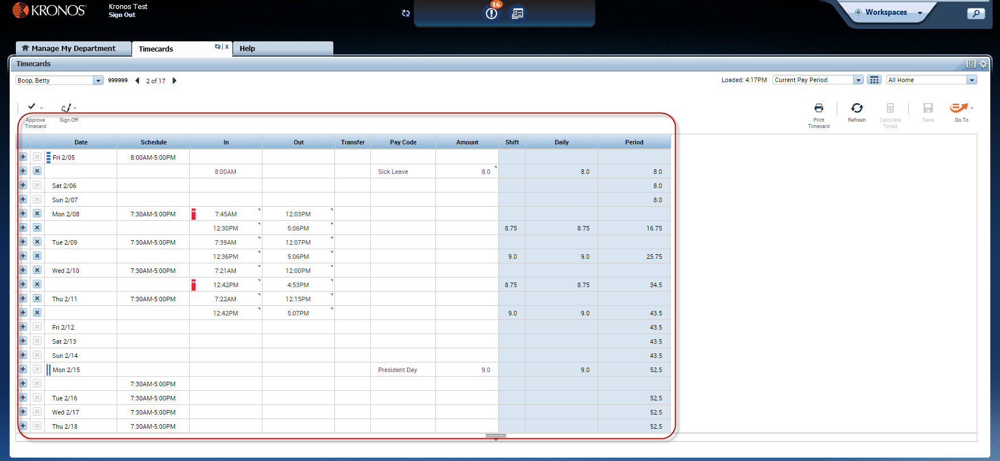 KRONOS®
Kronos Test
Sign Out
16
Workspaces
Manage My Department
Timecards x
Help
Timecards
Boop, Betty 999999 2 of 17 Loaded: 4:17PM Current Pay Period All Home
Approve Timecard
Sign Off
Print Timecard
Refresh
Calculate Totals
Save
Go To
Date Schedule In Out Transfer Pay Code Amount Shift Daily Period
Fri 2/05 8:00AM-5:00PM
8:00AM Sick Leave 8.0 8.0 8.0
Sat 2/06 8.0
Sun 2/07 8.0
Mon 2/08 7:30AM-5:00PM 7:45AM 12:03PM
12:30PM 5:06PM 8.75 8.75 16.75
Tue 2/09 7:30AM-5:00PM 7:39AM 12:07PM
12:36PM 5:06PM 9.0 9.0 25.75
Wed 2/10 7:30AM-5:00PM 7:21AM 12:00PM
12:42PM 4:53PM 8.75 8.75 34.5
Thu 2/11 7:30AM-5:00PM 7:22AM 12:15PM
12:42PM 5:07PM 9.0 9.0 43.5
Fri 2/12 43.5
Sat 2/13 43.5
Sun 2/14 43.5
Mon 2/15 President Day 9.0 9.0 52.5
7:30AM-5:00PM
Tue 2/16 7:30AM-5:00PM 52.5
Wed 2/17 7:30AM-5:00PM 52.5
Thu 2/18 7:30AM-5:00PM 52.5